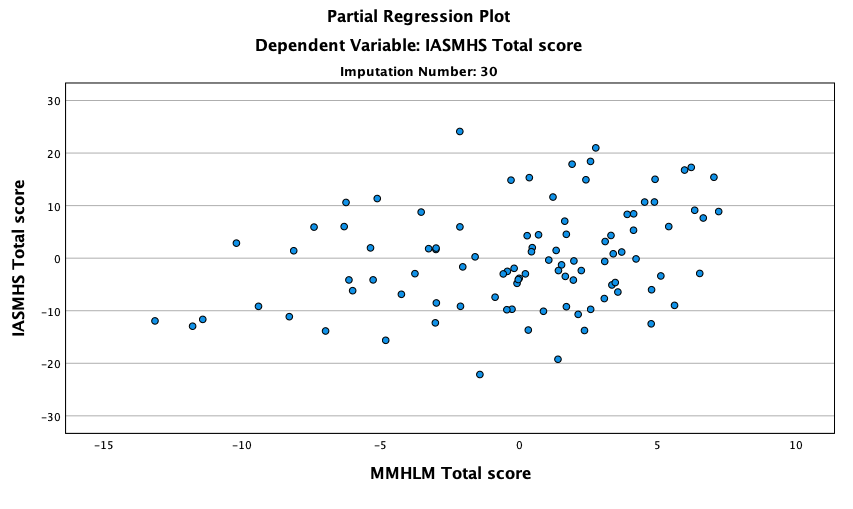 Partial Regression Plot
Dependent Variable: IASMHS Total score
Imputation Number: 30
IASMHS Total score
30
20
10
0
−10
−20
−30
−15
−10
−5
0
5
10
MMHLM Total score